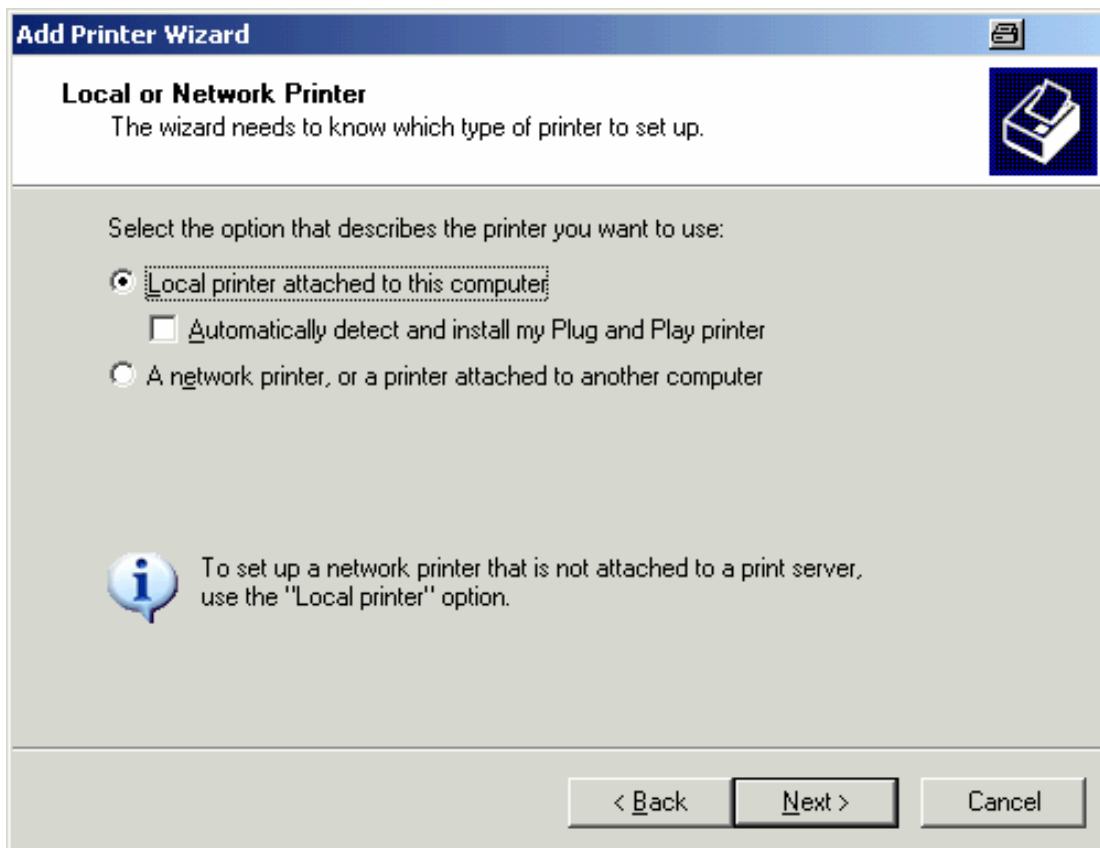 Add Printer Wizard
Local or Network Printer
The wizard needs to know which type of printer to set up.
Select the option that describes the printer you want to use:
Local printer attached to this computer
Automatically detect and install my Plug and Play printer
A network printer, or a printer attached to another computer
To set up a network printer that is not attached to a print server,
use the "Local printer" option.
< Back Next > Cancel